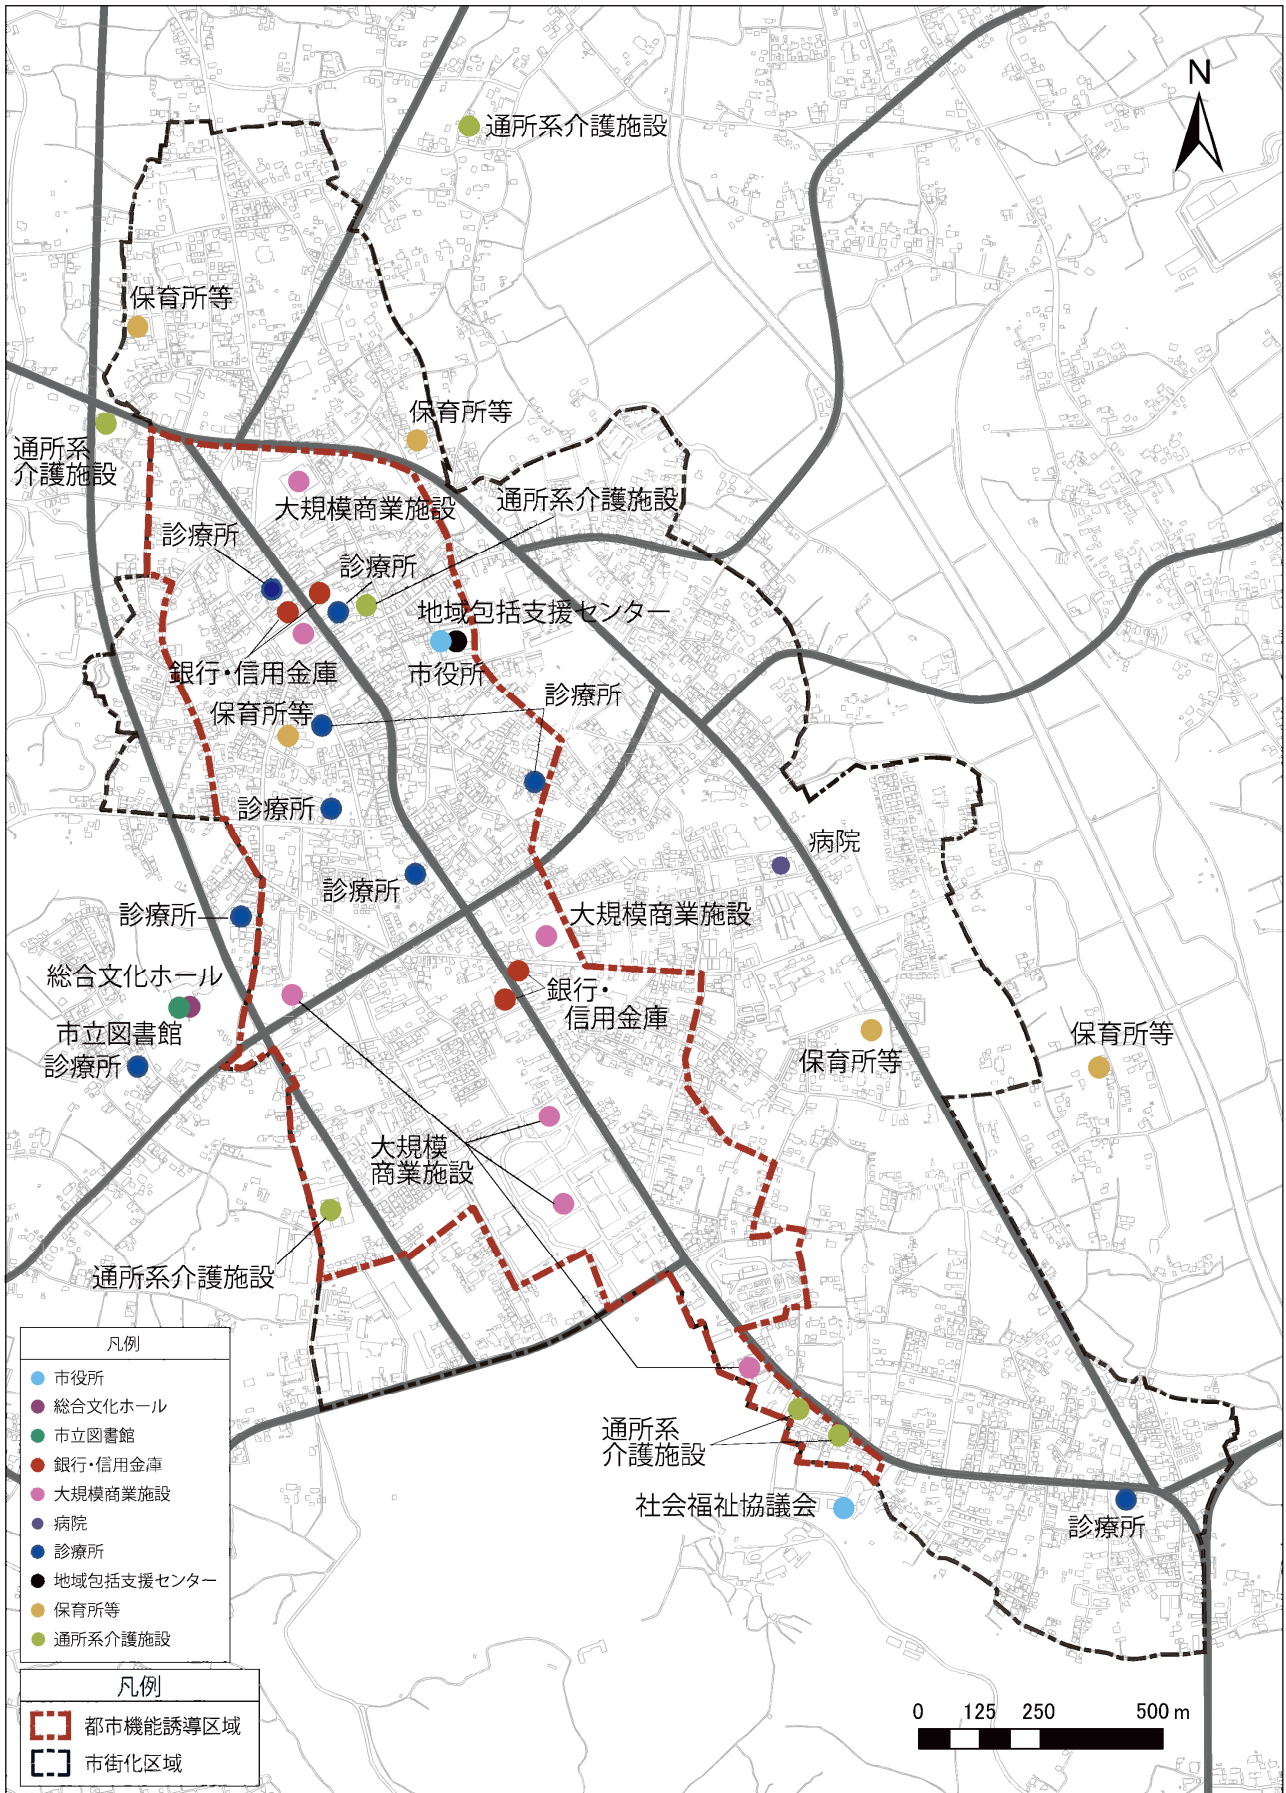 N
通所系介護施設
保育所等
保育所等
通所系
介護施設
大規模商業施設
通所系介護施設
診療所
診療所
地域包括支援センター
銀行・信用金庫
市役所
診療所
保育所等
診療所
病院
診療所
大規模商業施設
診療所
総合文化ホール
銀行・
信用金庫
市立図書館
診療所
保育所等
保育所等
大規模
商業施設
通所系介護施設
通所系
介護施設
社会福祉協議会
診療所
凡例
市役所
総合文化ホール
市立図書館
銀行・信用金庫
大規模商業施設
病院
診療所
地域包括支援センター
保育所等
通所系介護施設
凡例
都市機能誘導区域
市街化区域
0 125 250 500 m